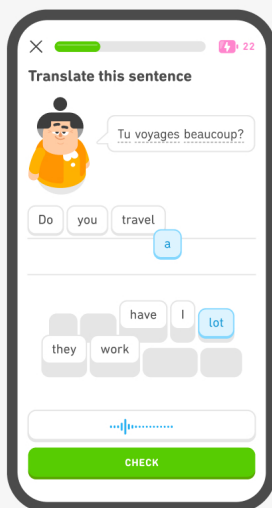 22
Translate this sentence
Tu voyages beaucoup?
Do you travel
a
have I lot
they work
CHECK